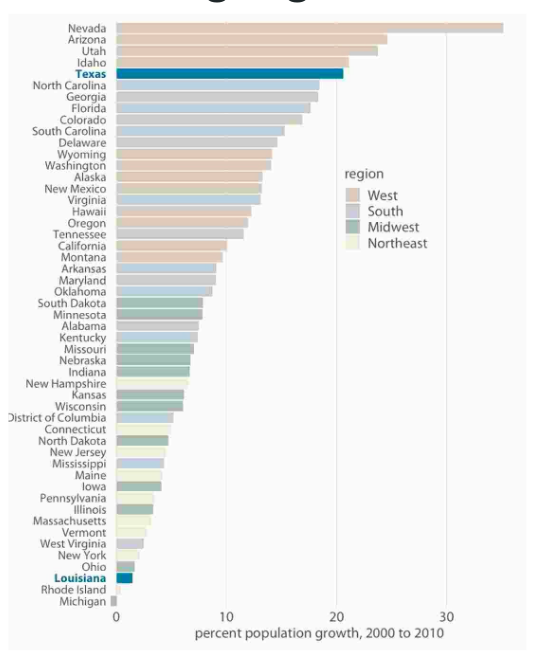 Nevada
Arizona
Utah
Idaho
Texas
North Carolina
Georgia
Florida
Colorado
South Carolina
Delaware
Wyoming
Washington
Alaska
New Mexico
Virginia
Hawaii
Oregon
Tennessee
California
Montana
Arkansas
Maryland
Oklahoma
South Dakota
Minnesota
Alabama
Kentucky
Missouri
Nebraska
Indiana
New Hampshire
Kansas
Wisconsin
District of Columbia
Connecticut
North Dakota
New Jersey
Mississippi
Maine
Iowa
Pennsylvania
Illinois
Massachusetts
Vermont
West Virginia
New York
Ohio
Louisiana
Rhode Island
Michigan
region
West
South
Midwest
Northeast
0 10 20 30
percent population growth, 2000 to 2010